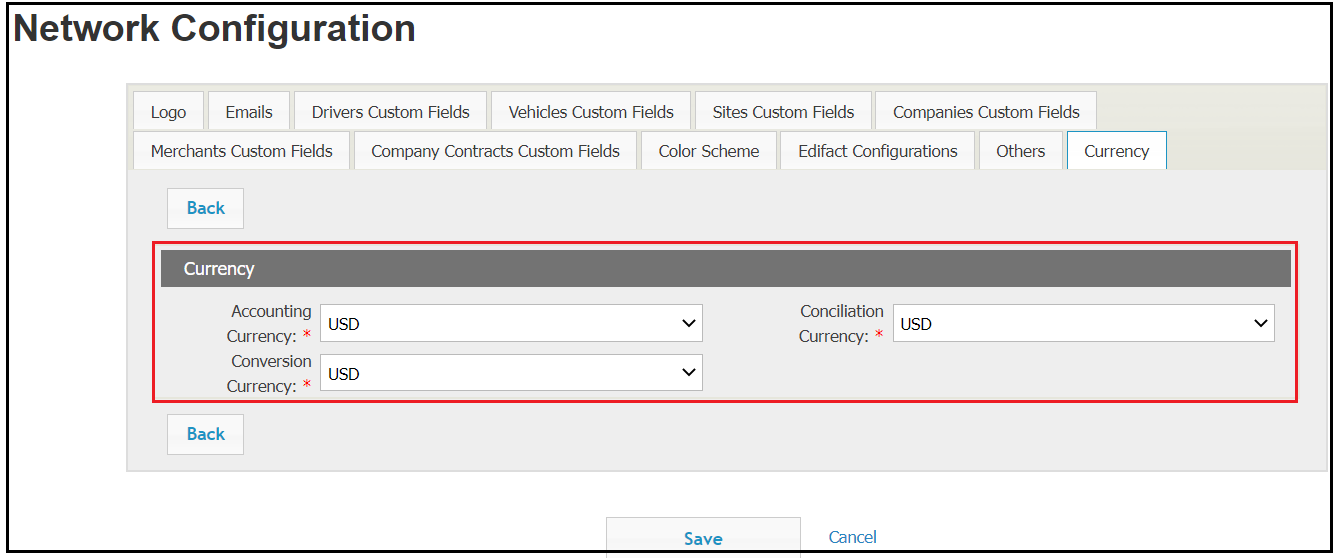 Network Configuration
Logo Emails Drivers Custom Fields Vehicles Custom Fields Sites Custom Fields Companies Custom Fields
Merchants Custom Fields Company Contracts Custom Fields Color Scheme Edifact Configurations Others Currency
Back
Currency
Accounting Currency: * USD
Conciliation Currency: * USD
Conversion Currency: * USD
Back
Save Cancel